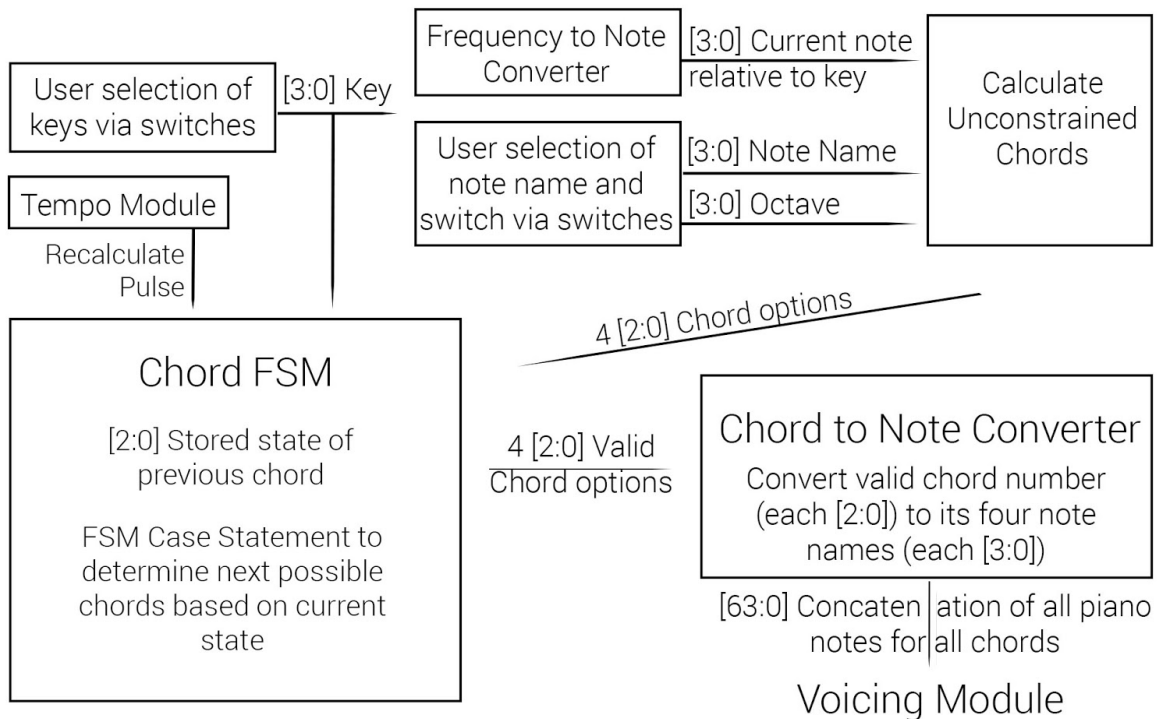 User selection of
keys via switches
[3:0] Key
Tempo Module
Recalculate
Pulse
Frequency to Note
Converter
[3:0] Current note
relative to key
User selection of
note name and
switch via switches
[3:0] Note Name
[3:0] Octave
Calculate
Unconstrained
Chords
4 [2:0] Chord options
Chord FSM
[2:0] Stored state of
previous chord
FSM Case Statement to
determine next possible
chords based on current
state
4 [2:0] Valid
Chord options
Chord to Note Converter
Convert valid chord number
(each [2:0]) to its four note
names (each [3:0])
[63:0] Concatenation of all piano
notes for all chords
Voicing Module